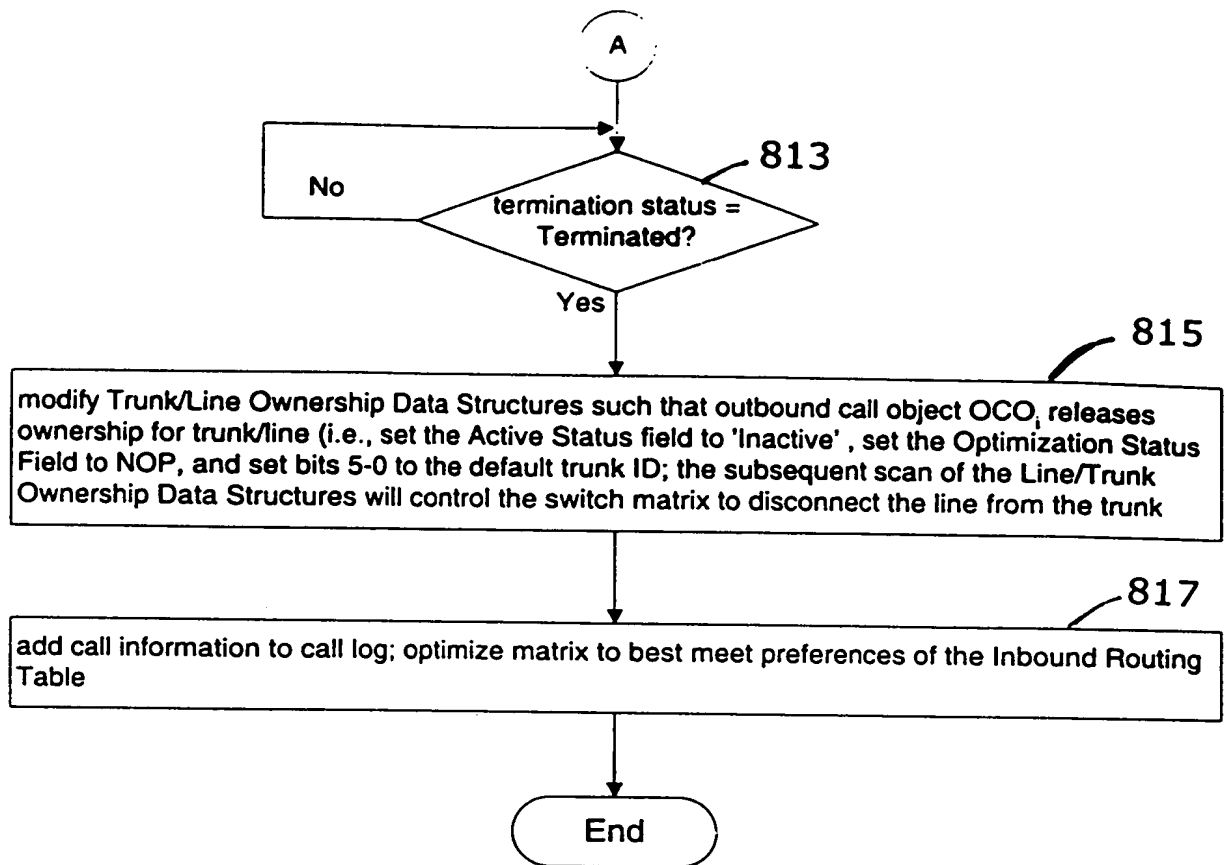 A
813
No
termination status =
Terminated?
Yes
815
modify Trunk/Line Ownership Data Structures such that outbound call object OCOi releases
ownership for trunk/line (i.e., set the Active Status field to 'Inactive' , set the Optimization Status
Field to NOP, and set bits 5-0 to the default trunk ID; the subsequent scan of the Line/Trunk
Ownership Data Structures will control the switch matrix to disconnect the line from the trunk
817
add call information to call log; optimize matrix to best meet preferences of the Inbound Routing
Table
End